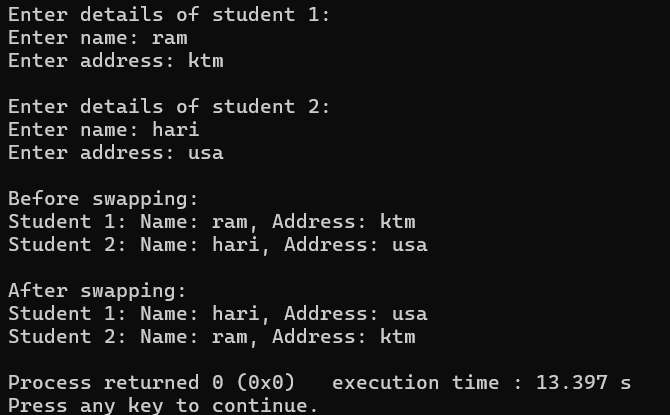 Enter details of student 1:
Enter name: ram
Enter address: ktm
Enter details of student 2:
Enter name: hari
Enter address: usa
Before swapping:
Student 1: Name: ram, Address: ktm
Student 2: Name: hari, Address: usa
After swapping:
Student 1: Name: hari, Address: usa
Student 2: Name: ram, Address: ktm
Process returned 0 (0x0)   execution time : 13.397 s
Press any key to continue.